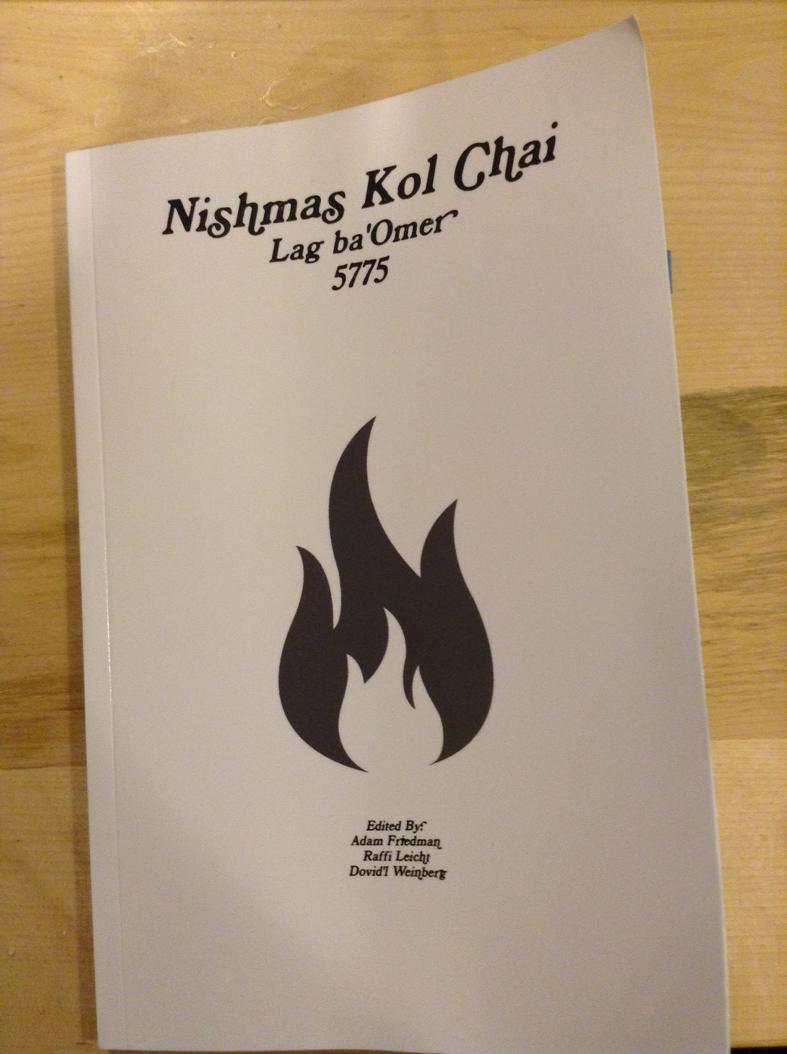 Nishmas Kol Chai
Lag ba'Omer
5775
Edited By:
Adam Friedman
Raffi Leicht
Dovid'l Weinberg